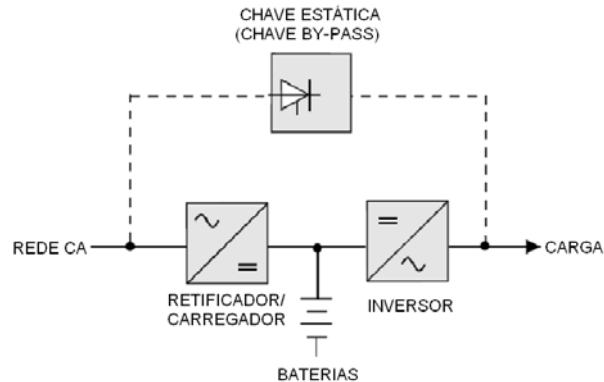 CHAVE ESTÁTICA
(CHAVE BY-PASS)
REDE CA
CARGA
RETIFICADOR/
CARREGADOR
INVERSOR
BATERIAS